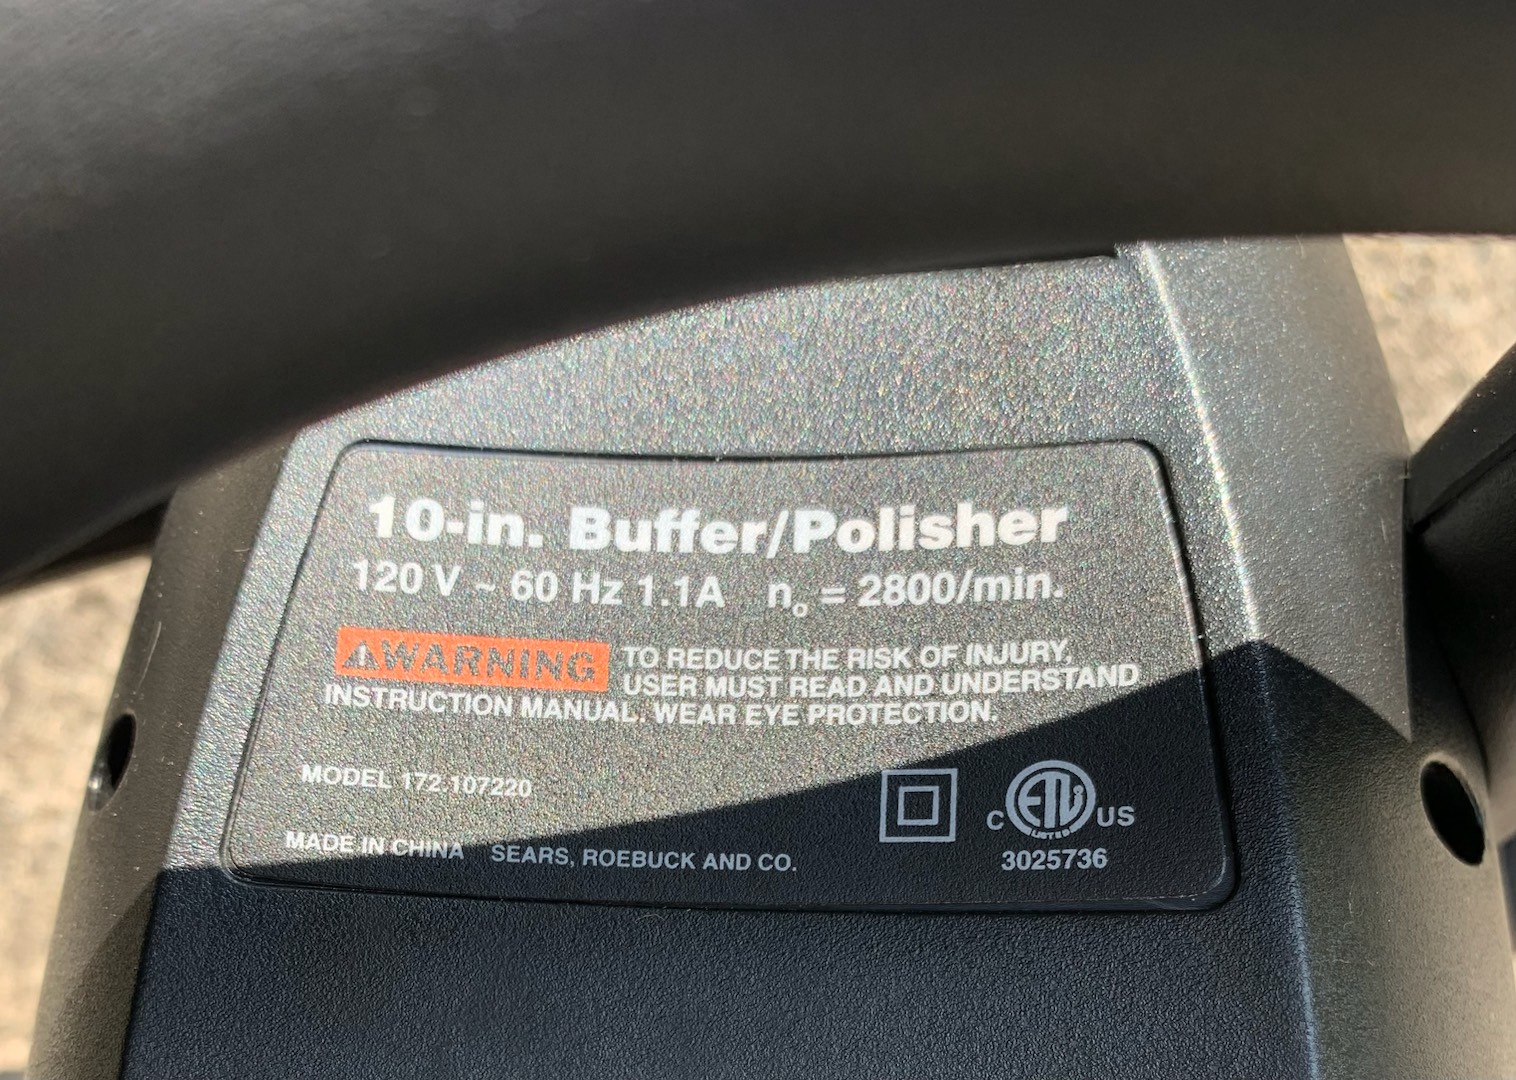 10-in. Buffer/Polisher
120 V ~ 60 Hz 1.1A nₒ = 2800/min.
⚠WARNING TO REDUCE THE RISK OF INJURY,
USER MUST READ AND UNDERSTAND
INSTRUCTION MANUAL. WEAR EYE PROTECTION.
MODEL 172.107220
MADE IN CHINA SEARS, ROEBUCK AND CO.
C ETL US
LISTED
3025736